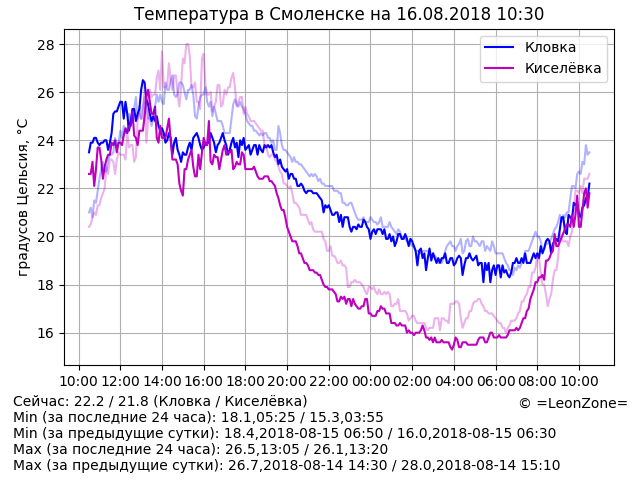 Температура в Смоленске на 16.08.2018 10:30
градусов Цельсия, °C
28
26
24
22
20
18
16
Кловка
Киселёвка
10:00 12:00 14:00 16:00 18:00 20:00 22:00 00:00 02:00 04:00 06:00 08:00 10:00
Сейчас: 22.2 / 21.8 (Кловка / Киселёвка)
© =LeonZone=
Min (за последние 24 часа): 18.1,05:25 / 15.3,03:55
Min (за предыдущие сутки): 18.4,2018-08-15 06:50 / 16.0,2018-08-15 06:30
Max (за последние 24 часа): 26.5,13:05 / 26.1,13:20
Max (за предыдущие сутки): 26.7,2018-08-14 14:30 / 28.0,2018-08-14 15:10